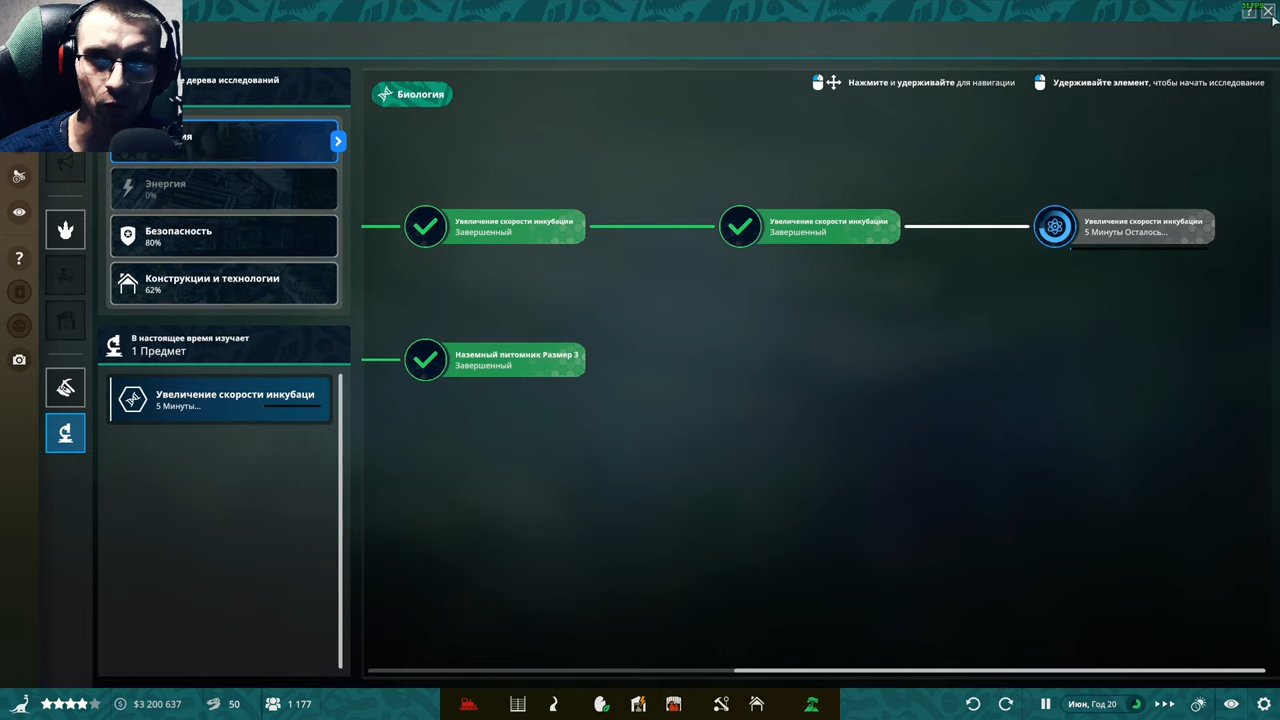 31 FPS
? ×
е дерева исследований
Биология
Нажмите и удерживайте для навигации
Удерживайте элемент, чтобы начать исследование
ия
Энергия
0%
Безопасность
80%
Конструкции и технологии
62%
Увеличение скорости инкубации
Завершенный
Увеличение скорости инкубации
Завершенный
Увеличение скорости инкубации
5 Минуты Осталось...
Наземный питомник Размер 3
Завершенный
В настоящее время изучает
1 Предмет
Увеличение скорости инкубаци
5 Минуты...
?
$3 200 637
50
1 177
Июн, Год 20